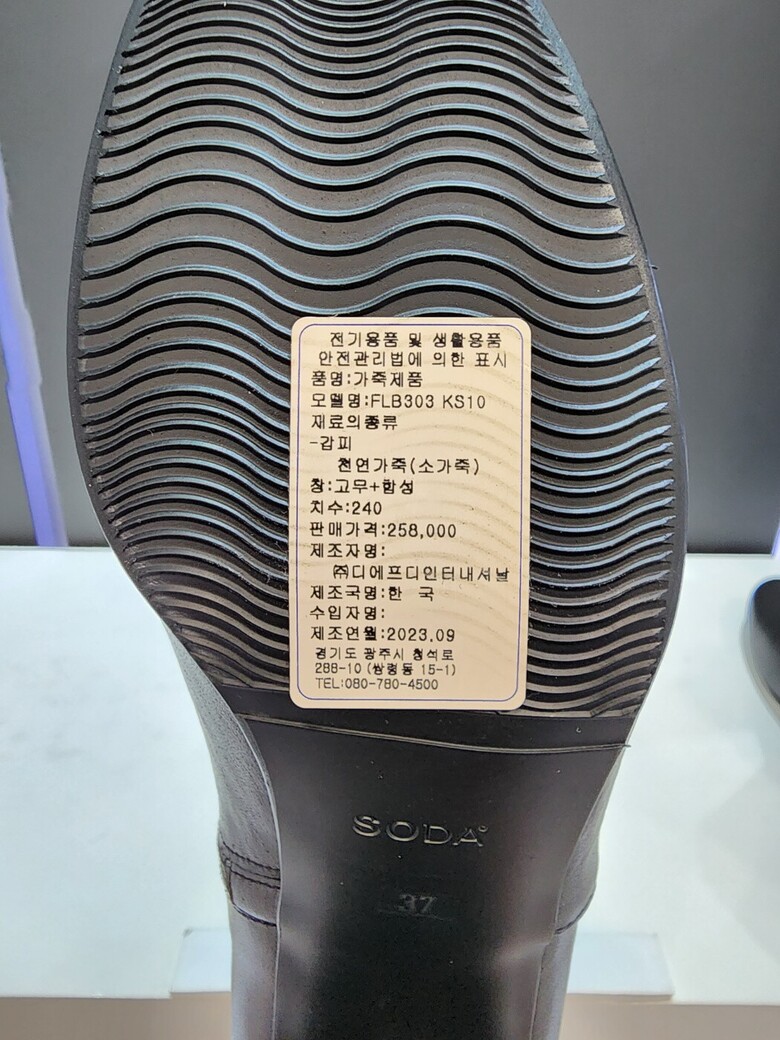 전기용품 및 생활용품
안전관리법에 의한 표시
품명:가죽제품
모델명:FLB303 KS10
재료의종류
-갑피
천연가죽(소가죽)
창:고무+합성
치수:240
판매가격:258,000
제조자명:
㈜디에프디인터내셔날
제조국명:한 국
수입자명:
제조연월:2023.09
경기도 광주시 청석로
288-10 (쌍령동 15-1)
TEL:080-780-4500
SODA
37